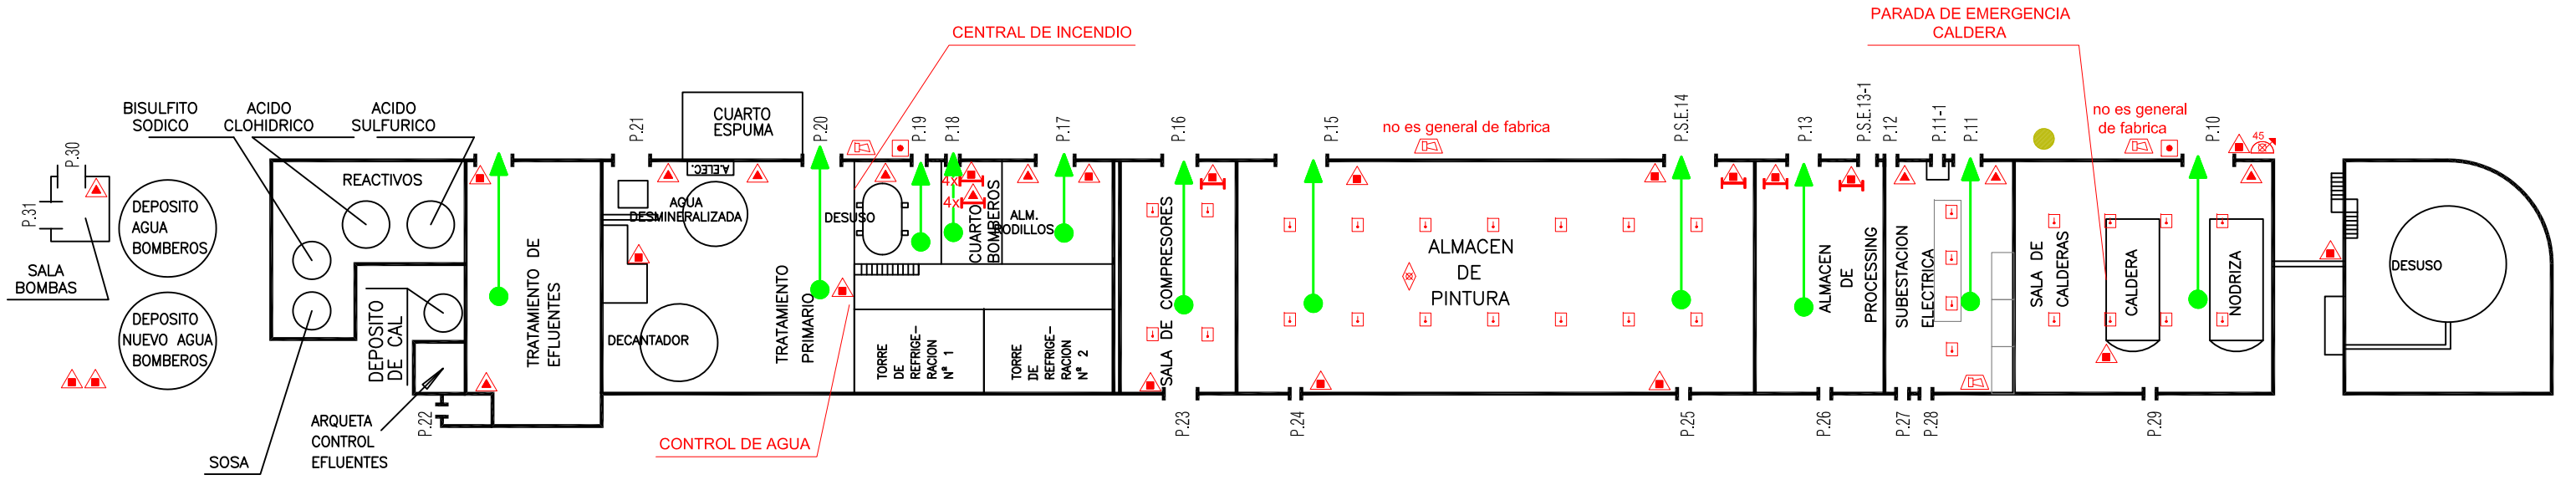 PARADA DE EMERGENCIA
CALDERA
CENTRAL DE INCENDIO
BISULFITO
SODICO
ACIDO
CLOHIDRICO
ACIDO
SULFURICO
CUARTO
ESPUMA
A.ELEC.
no es general de fabrica
no es general
de fabrica
P.30
P.31
P.21
P.20
P.19
P.18
P.17
P.16
P.15
P.S.E.14
P.13
P.S.E.13-1
P.12
P.11-1
P.11
P.10
45
REACTIVOS
4x
4x
DEPOSITO
AGUA
BOMBEROS
AGUA
DESMINERALIZADA
DESUSO
CUARTO
BOMBEROS
ALM.
RODILLOS
SALA
BOMBAS
DEPOSITO
NUEVO AGUA
BOMBEROS
DEPOSITO
DE CAL
TRATAMIENTO DE
EFLUENTES
DECANTADOR
TRATAMIENTO
PRIMARIO
TORRE
DE
REFRIGE-
RACION
Nº 1
TORRE
DE
REFRIGE-
RACION
Nº 2
SALA DE COMPRESORES
ALMACEN
DE
PINTURA
ALMACEN
DE
PROCESSING
SUBESTACION
ELECTRICA
SALA DE
CALDERAS
CALDERA
NODRIZA
DESUSO
ARQUETA
CONTROL
EFLUENTES
SOSA
CONTROL DE AGUA
P.22
P.23
P.24
P.25
P.26
P.27
P.28
P.29